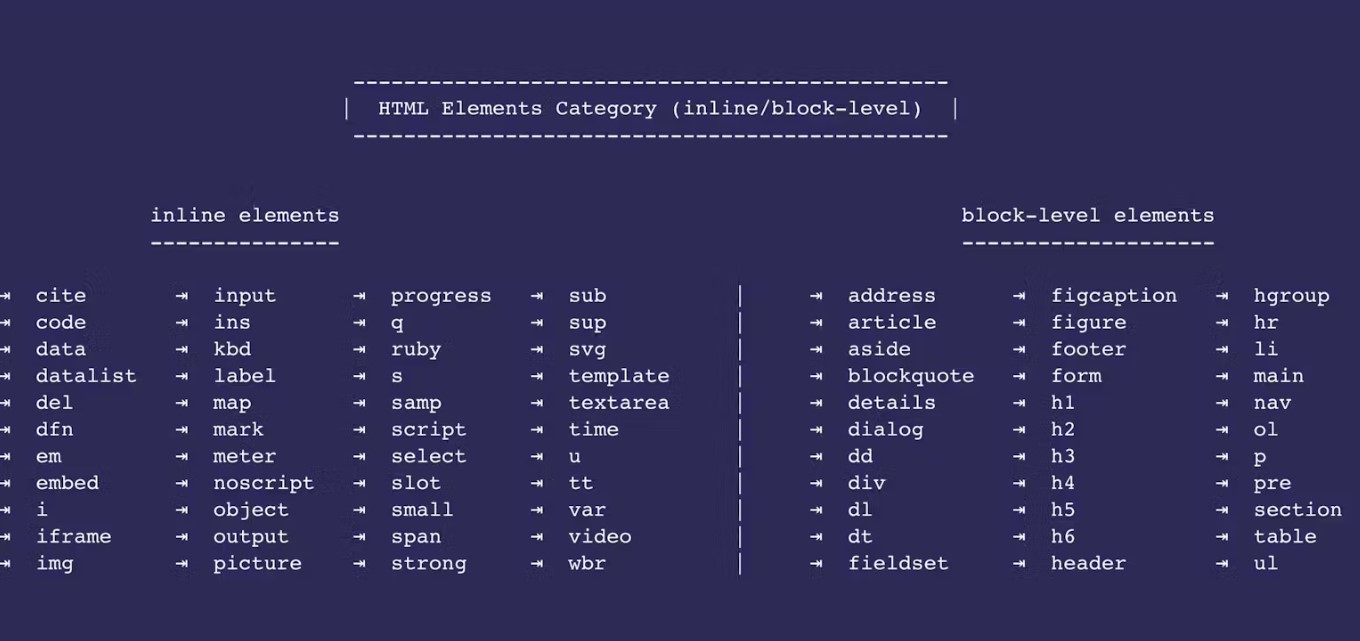 HTML Elements Category (inline/block-level)
inline elements block-level elements
⇥ cite ⇥ input ⇥ progress ⇥ sub | ⇥ address ⇥ figcaption ⇥ hgroup
⇥ code ⇥ ins ⇥ q ⇥ sup | ⇥ article ⇥ figure ⇥ hr
⇥ data ⇥ kbd ⇥ ruby ⇥ svg | ⇥ aside ⇥ footer ⇥ li
⇥ datalist ⇥ label ⇥ s ⇥ template | ⇥ blockquote ⇥ form ⇥ main
⇥ del ⇥ map ⇥ samp ⇥ textarea | ⇥ details ⇥ h1 ⇥ nav
⇥ dfn ⇥ mark ⇥ script ⇥ time | ⇥ dialog ⇥ h2 ⇥ ol
⇥ em ⇥ meter ⇥ select ⇥ u | ⇥ dd ⇥ h3 ⇥ p
⇥ embed ⇥ noscript ⇥ slot ⇥ tt | ⇥ div ⇥ h4 ⇥ pre
⇥ i ⇥ object ⇥ small ⇥ var | ⇥ dl ⇥ h5 ⇥ section
⇥ iframe ⇥ output ⇥ span ⇥ video | ⇥ dt ⇥ h6 ⇥ table
⇥ img ⇥ picture ⇥ strong ⇥ wbr | ⇥ fieldset ⇥ header ⇥ ul